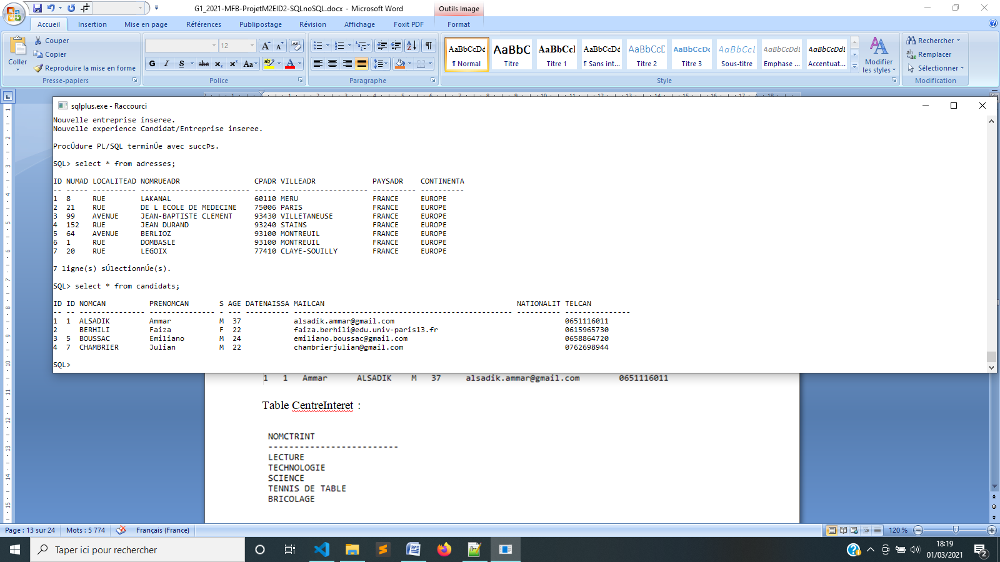 G1_2021-MFB-ProjetM2EID2-SQLnoSQL.docx - Microsoft Word
Outils Image
Accueil Insertion Mise en page Références Publipostage Révision Affichage Foxit PDF Format
Coller
Couper
Copier
Reproduire la mise en forme
Presse-papiers
12
G I S abc X₂ X² Aa
Police
Paragraphe
AaBbCcDd AaBbC AaBbCcI AaBbCcDd AaBbCcD AaBbCcDc AaBbCcL AaBbCcDdE AaBbCcDdE
¶ Normal Titre Titre 1 ¶ Sans int... Titre 2 Titre 3 Sous-titre Emphase ... Accentuat...
Modifier
les styles
Style
Rechercher
Remplacer
Sélectionner
Modification
sqlplus.exe - Raccourci
Nouvelle entreprise inseree.
Nouvelle experience Candidat/Entreprise inseree.
ProcÚdure PL/SQL terminÚe avec succÞs.
SQL> select * from adresses;
ID NUMAD LOCALITEAD NOMRUEADR CPADR VILLEADR PAYSADR CONTINENTA
-- ----- ---------- ------------------------- ----- -------------------- ---------- ----------
1 8 RUE LAKANAL 60110 MERU FRANCE EUROPE
2 21 RUE DE L ECOLE DE MEDECINE 75006 PARIS FRANCE EUROPE
3 99 AVENUE JEAN-BAPTISTE CLEMENT 93430 VILLETANEUSE FRANCE EUROPE
4 152 RUE JEAN DURAND 93240 STAINS FRANCE EUROPE
5 64 AVENUE BERLIOZ 93100 MONTREUIL FRANCE EUROPE
6 1 RUE DOMBASLE 93100 MONTREUIL FRANCE EUROPE
7 20 RUE LEGOIX 77410 CLAYE-SOUILLY FRANCE EUROPE
7 ligne(s) sÚlectionnÚe(s).
SQL> select * from candidats;
ID ID NOMCAN PRENOMCAN S AGE DATENAISSA MAILCAN NATIONALIT TELCAN
-- -- --------------- --------------- - --- ---------- -------------------------------------------------- ---------- ---------------
1 1 ALSADIK Ammar M 37 alsadik.ammar@gmail.com 0651116011
2 BERHILI Faiza F 22 faiza.berhili@edu.univ-paris13.fr 0615965730
3 5 BOUSSAC Emiliano M 24 emiliano.boussac@gmail.com 0658864720
4 7 CHAMBRIER Julian M 22 chambrierjulian@gmail.com 0762698944
SQL>
1 1 Ammar ALSADIK M 37 alsadik.ammar@gmail.com 0651116011
Table CentreInteret :
NOMCTRINT
-------------------------
LECTURE
TECHNOLOGIE
SCIENCE
TENNIS DE TABLE
BRICOLAGE
Page : 13 sur 24 Mots : 5 774 Français (France) 120 %
Taper ici pour rechercher
18:19
01/03/2021
2